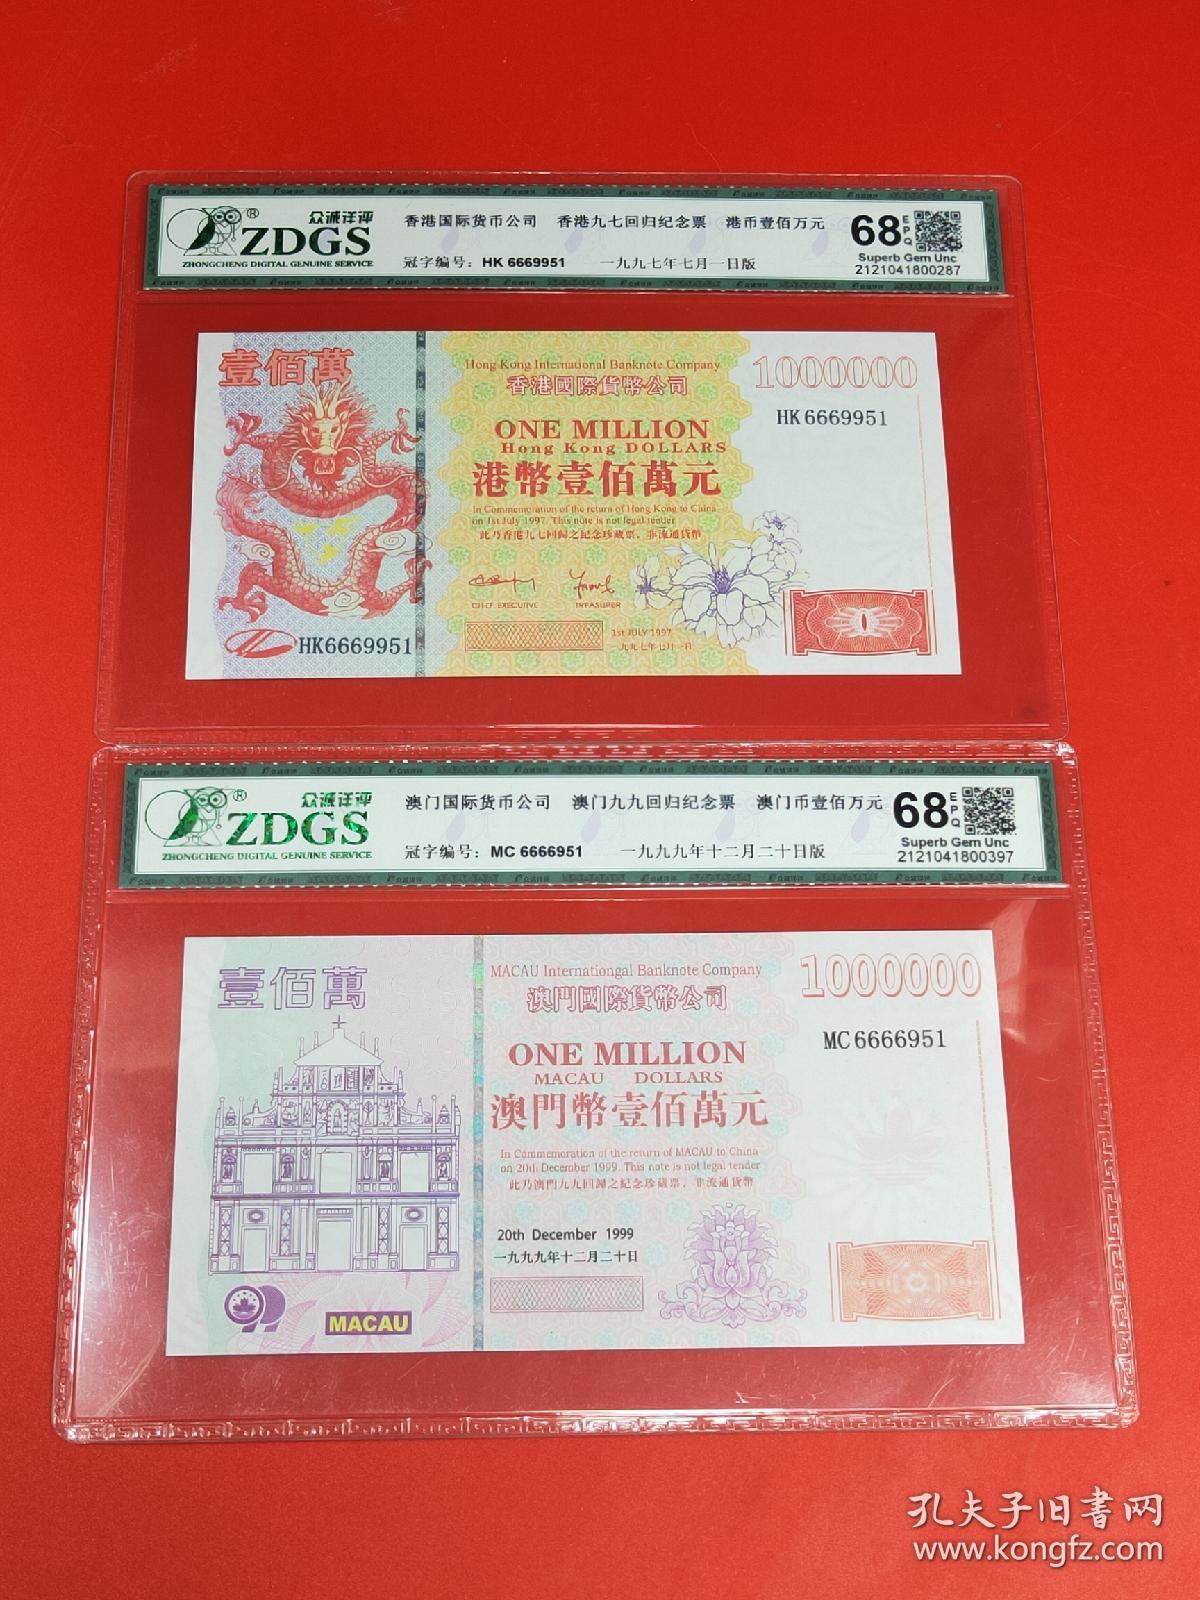 众诚详评
®
ZDGS
ZHONGCHENG DIGITAL GENUINE SERVICE
香港国际货币公司 香港九七回归纪念票 港币壹佰万元
冠字编号：HK 6669951 一九九七年七月一日版
68 EPQ
Superb Gem Unc
2121041800287
壹佰萬
Hong Kong International Banknote Company
香港國際貨幣公司
1000000
HK6669951
ONE MILLION
Hong Kong DOLLARS
港幣壹佰萬元
In Commemoration of the return of Hong Kong to China
on 1st July 1997. This note is not legal tender
此乃香港九七回歸之紀念珍藏票，非流通貨幣
CHIEF EXECUTIVE TREASURER
1st JULY 1997
一九九七年七月一日
HK6669951
众诚详评
®
ZDGS
ZHONGCHENG DIGITAL GENUINE SERVICE
澳门国际货币公司 澳门九九回归纪念票 澳门币壹佰万元
冠字编号：MC 6666951 一九九九年十二月二十日版
68 EPQ
Superb Gem Unc
2121041800397
壹佰萬
MACAU Internationgal Banknote Company
澳門國際貨幣公司
1000000
MC6666951
ONE MILLION
MACAU DOLLARS
澳門幣壹佰萬元
In Commemoration of the return of MACAU to China
on 20th December 1999. This note is not legal tender
此乃澳門九九回歸之紀念珍藏票，非流通貨幣
20th December 1999
一九九九年十二月二十日
99
MACAU
孔夫子旧书网
www.kongfz.com